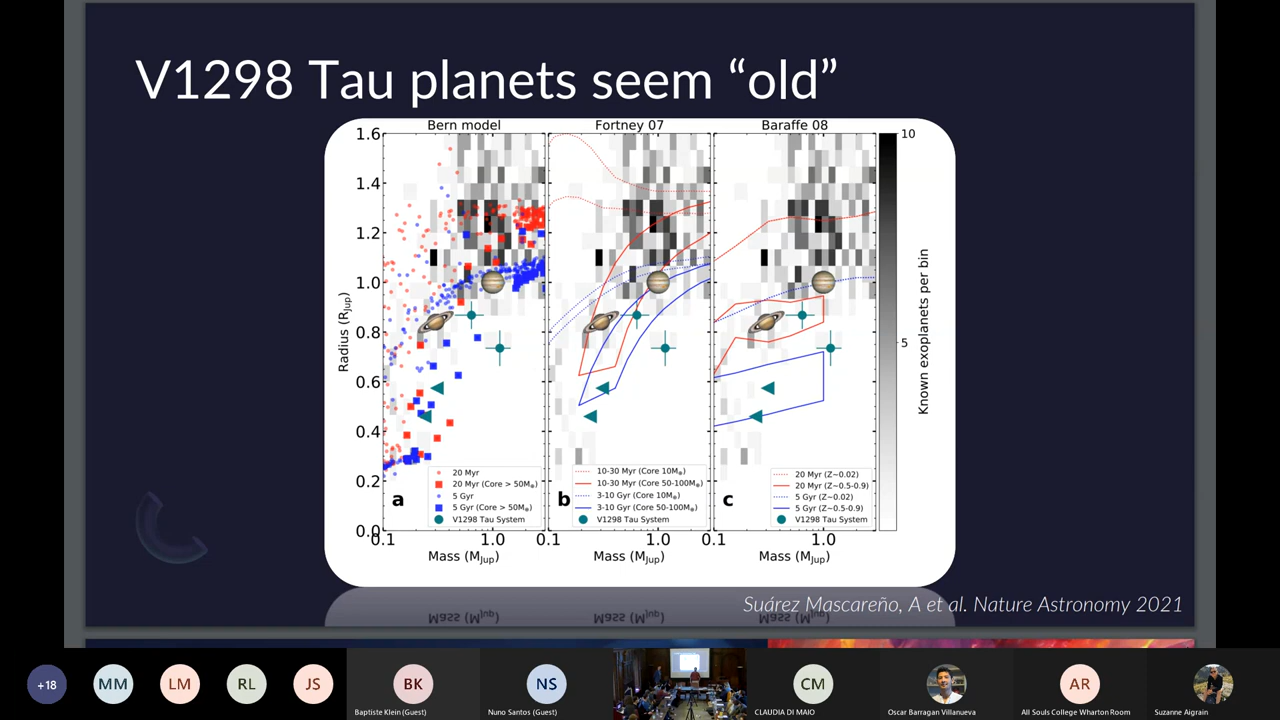 V1298 Tau planets seem “old”
Bern model
Fortney 07
Baraffe 08
Radius (RJup)
1.6
1.4
1.2
1.0
0.8
0.6
0.4
0.2
0.0
20 Myr
20 Myr (Core > 50M⊕)
5 Gyr
5 Gyr (Core > 50M⊕)
V1298 Tau System
a
10-30 Myr (Core 10M⊕)
10-30 Myr (Core 50-100M⊕)
3-10 Gyr (Core 10M⊕)
3-10 Gyr (Core 50-100M⊕)
V1298 Tau System
b
20 Myr (Z~0.02)
20 Myr (Z~0.5-0.9)
5 Gyr (Z~0.02)
5 Gyr (Z~0.5-0.9)
V1298 Tau System
c
0.1 1.0 0.1 1.0 0.1 1.0
Mass (MJup) Mass (MJup) Mass (MJup)
10
5
Known exoplanets per bin
Suárez Mascareño, A et al. Nature Astronomy 2021
Mass (MJup) Mass (MJup) Mass (MJup)
+18
MM
LM
RL
JS
BK
Baptiste Klein (Guest)
NS
Nuno Santos (Guest)
CM
CLAUDIA DI MAIO
Oscar Barragan Villanueva
AR
All Souls College Wharton Room
Suzanne Aigrain